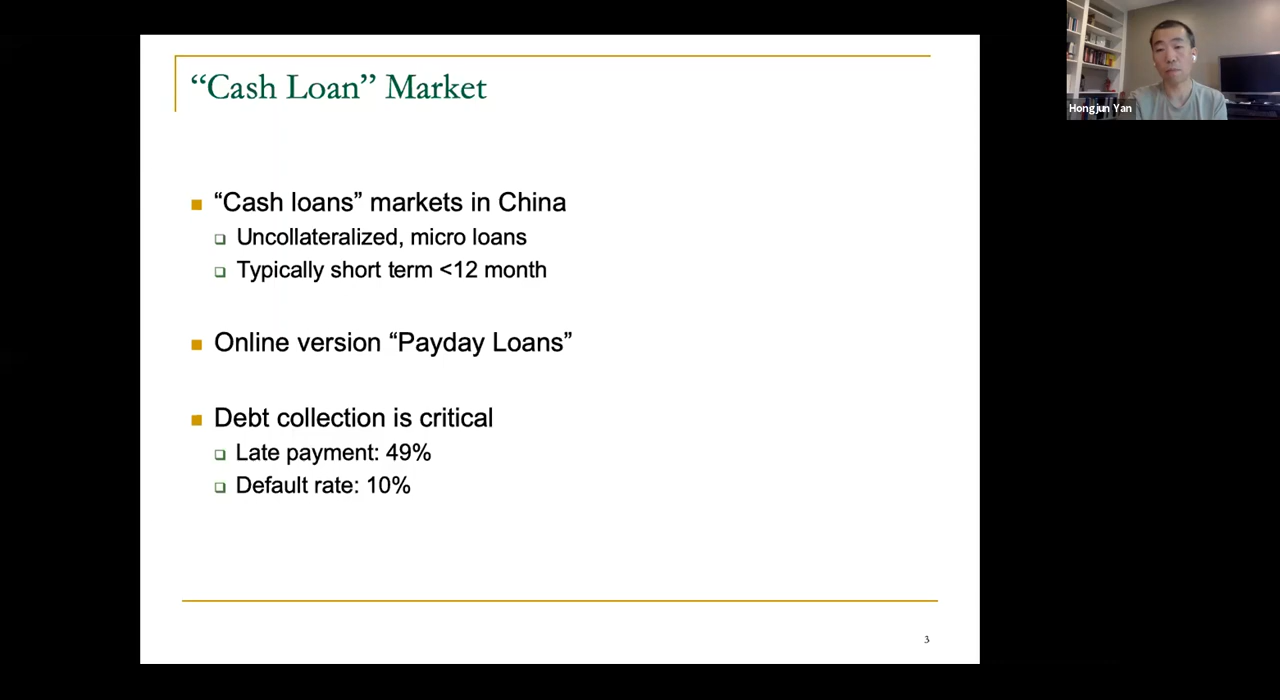 “Cash Loan” Market
“Cash loans” markets in China
Uncollateralized, micro loans
Typically short term <12 month
Online version “Payday Loans”
Debt collection is critical
Late payment: 49%
Default rate: 10%
3
Hongjun Yan